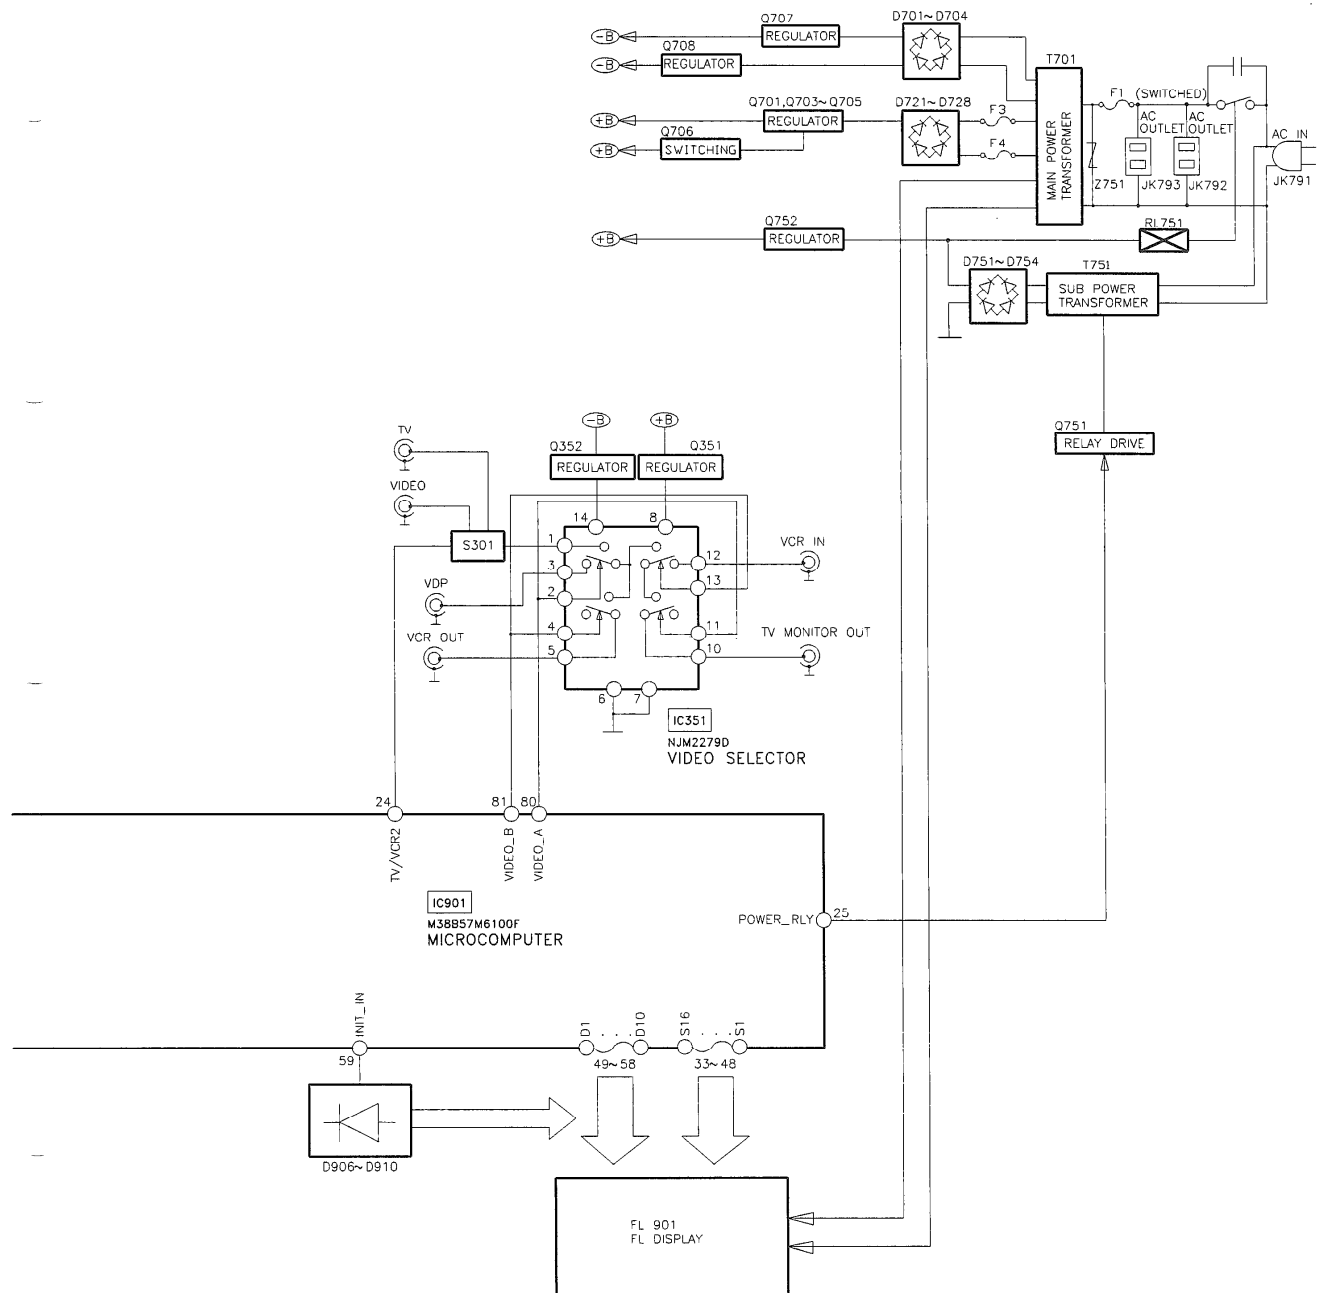 Q707
D701~D704
-B
REGULATOR
Q708
-B
REGULATOR
T701
MAIN POWER
TRANSFORMER
F1
(SWITCHED)
Q701,Q703~Q705
D721~D728
F3
+B
REGULATOR
Q706
+B
SWITCHING
F4
AC
OUTLET
AC
OUTLET
AC IN
Z751
JK793
JK792
JK791
Q752
+B
REGULATOR
RL751
D751~D754
T751
SUB POWER
TRANSFORMER
Q751
RELAY DRIVE
-B
+B
TV
Q352
Q351
REGULATOR
REGULATOR
VIDEO
14
8
S301
1
3
2
4
5
12
13
11
10
6
7
VCR IN
VDP
VCR OUT
TV MONITOR OUT
IC351
NJM2279D
VIDEO SELECTOR
24
81
80
TV/VCR2
VIDEO_B
VIDEO_A
IC901
M38B57M6100F
MICROCOMPUTER
POWER_RLY
25
INIT_IN
59
D1
. . .
D10
S16
. . .
S1
49~58
33~48
D906~D910
FL 901
FL DISPLAY